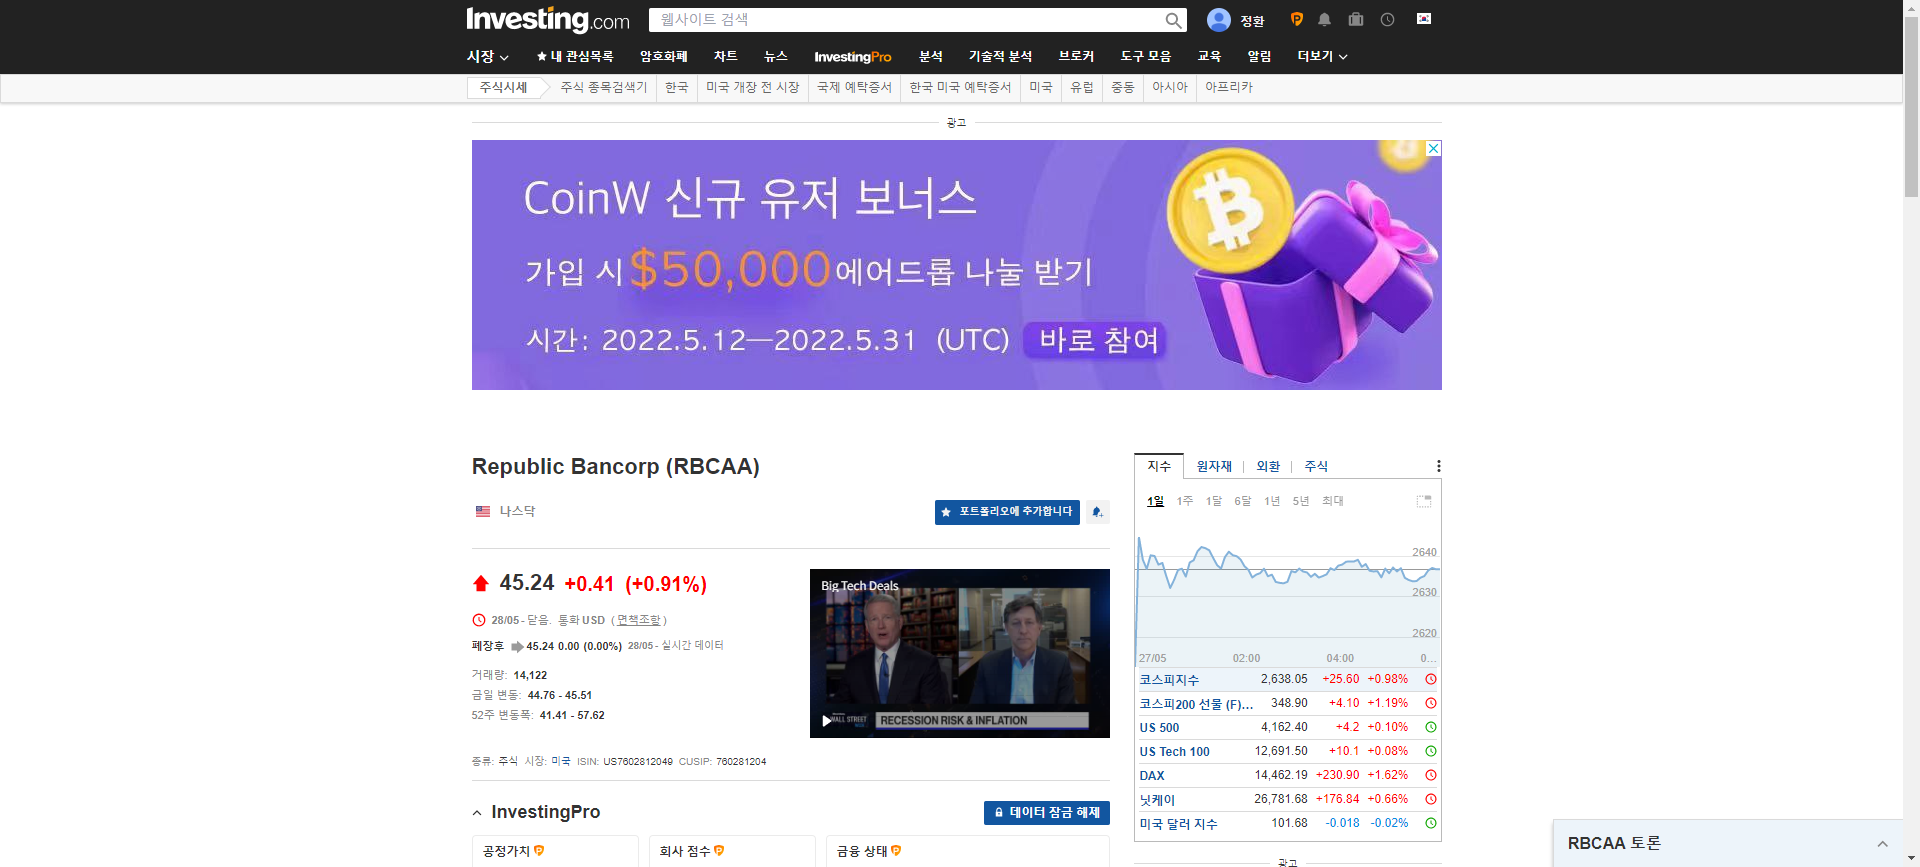 Investing.com
웹사이트 검색
정환
시장
내 관심목록
암호화폐
차트
뉴스
InvestingPro
분석
기술적 분석
브로커
도구 모음
교육
알림
더보기
주식시세
주식 종목검색기
한국
미국 개장 전 시장
국제 예탁증서
한국 미국 예탁증서
미국
유럽
중동
아시아
아프리카
광고
CoinW 신규 유저 보너스
가입 시 $50,000 에어드롭 나눌 받기
시간: 2022.5.12—2022.5.31 (UTC) 바로 참여
Republic Bancorp (RBCAA)
나스닥
포트폴리오에 추가합니다
45.24 +0.41 (+0.91%)
28/05 - 닫음. 통화 USD ( 면책조항 )
폐장후 45.24 0.00 (0.00%) 28/05 - 실시간 데이터
거래량: 14,122
금일 변동: 44.76 - 45.51
52주 변동폭: 41.41 - 57.62
Big Tech Deals
WALL STREET
RECESSION RISK & INFLATION
종류: 주식 시장: 미국 ISIN: US7602812049 CUSIP: 760281204
InvestingPro
데이터 잠금 해제
공정가치
회사 점수
금융 상태
지수
원자재
외환
주식
1일 1주 1달 6달 1년 5년 최대
2640
2630
2620
27/05 02:00 04:00 0...
코스피지수 2,638.05 +25.60 +0.98%
코스피200 선물 (F)... 348.90 +4.10 +1.19%
US 500 4,162.40 +4.2 +0.10%
US Tech 100 12,691.50 +10.1 +0.08%
DAX 14,462.19 +230.90 +1.62%
닛케이 26,781.68 +176.84 +0.66%
미국 달러 지수 101.68 -0.018 -0.02%
광고
RBCAA 토론